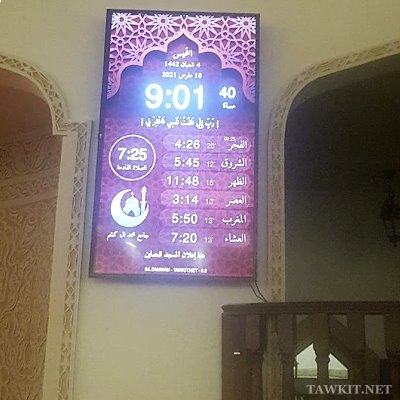 الخميس
4 شعبان 1442
18 مارس 2021
9:01
40
مساءً
7:25
الصلاة القادمة
4:26 20' الفجر
5:45 12' الشروق
11:48 15' الظهر
3:14 13' العصر
5:50 13' المغرب
7:20 13' العشاء
TAWKIT.NET